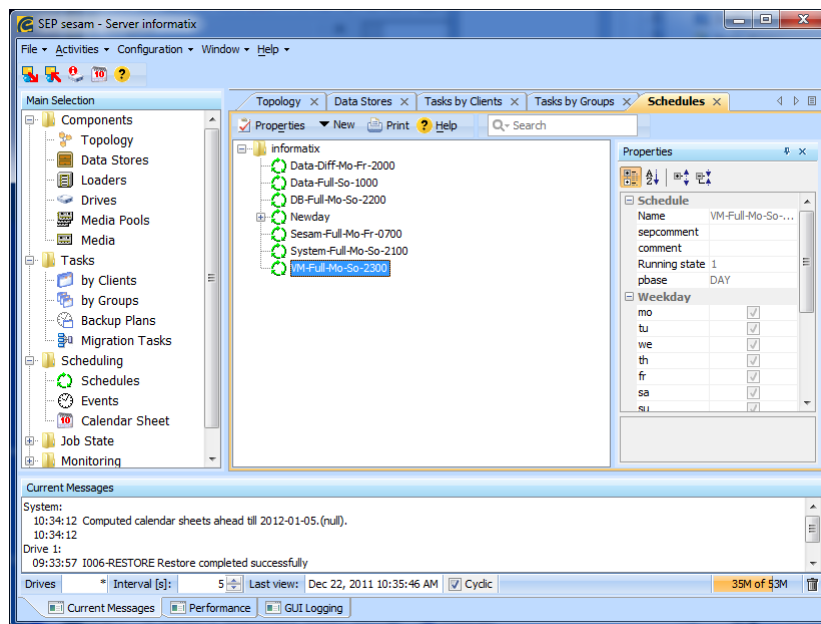 SEP sesam - Server informatix
File Activities Configuration Window Help
10 ?
Main Selection
Components
Topology
Data Stores
Loaders
Drives
Media Pools
Media
Tasks
by Clients
by Groups
Backup Plans
Migration Tasks
Scheduling
Schedules
Events
10 Calendar Sheet
Job State
Monitoring
Topology Data Stores Tasks by Clients Tasks by Groups Schedules
Properties New Print ? Help Search
informatix
Data-Diff-Mo-Fr-2000
Data-Full-So-1000
DB-Full-Mo-So-2200
Newday
Sesam-Full-Mo-Fr-0700
System-Full-Mo-So-2100
VM-Full-Mo-So-2300
Properties
Schedule
Name VM-Full-Mo-So-...
sepcomment
comment
Running state 1
pbase DAY
Weekday
mo
tu
we
th
fr
sa
su
Current Messages
System:
10:34:12 Computed calendar sheets ahead till 2012-01-05.(null).
10:34:12
Drive 1:
09:33:57 I006-RESTORE Restore completed successfully
Drives * Interval [s]: 5 Last view: Dec 22, 2011 10:35:46 AM Cyclic 35M of 53M
Current Messages Performance GUI Logging